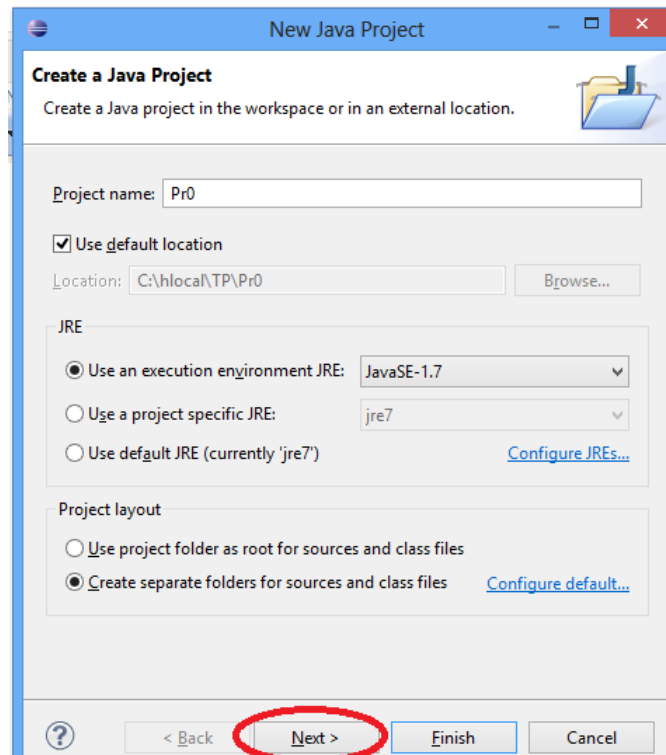 New Java Project
Create a Java Project
Create a Java project in the workspace or in an external location.
Project name: Pr0
Use default location
Location: C:\hlocal\TP\Pr0 Browse...
JRE
Use an execution environment JRE: JavaSE-1.7
Use a project specific JRE: jre7
Use default JRE (currently 'jre7') Configure JREs...
Project layout
Use project folder as root for sources and class files
Create separate folders for sources and class files Configure default...
? < Back Next > Finish Cancel